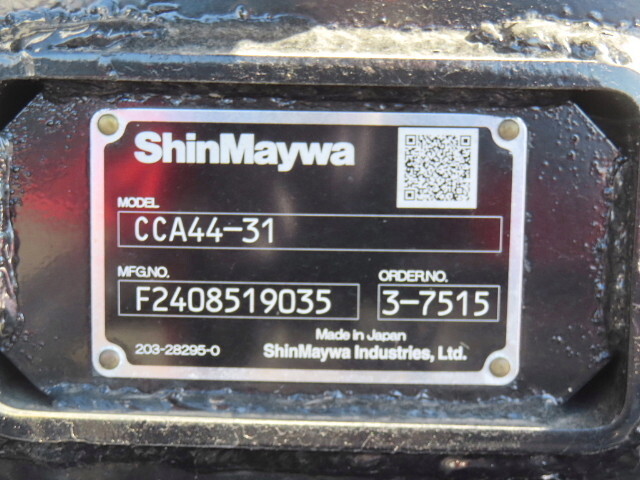 ShinMaywa
MODEL
CCA44-31
MFG.NO. ORDER.NO.
F2408519035 3-7515
Made in Japan
203-28295-0 ShinMaywa Industries, Ltd.